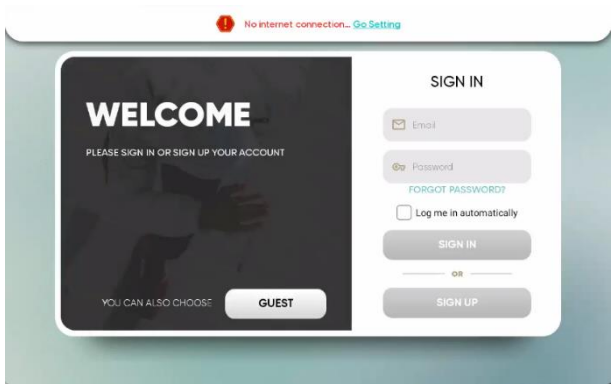 No internet connection... Go Setting
WELCOME
PLEASE SIGN IN OR SIGN UP YOUR ACCOUNT
YOU CAN ALSO CHOOSE
GUEST
SIGN IN
Email
Password
FORGOT PASSWORD?
Log me in automatically
SIGN IN
OR
SIGN UP